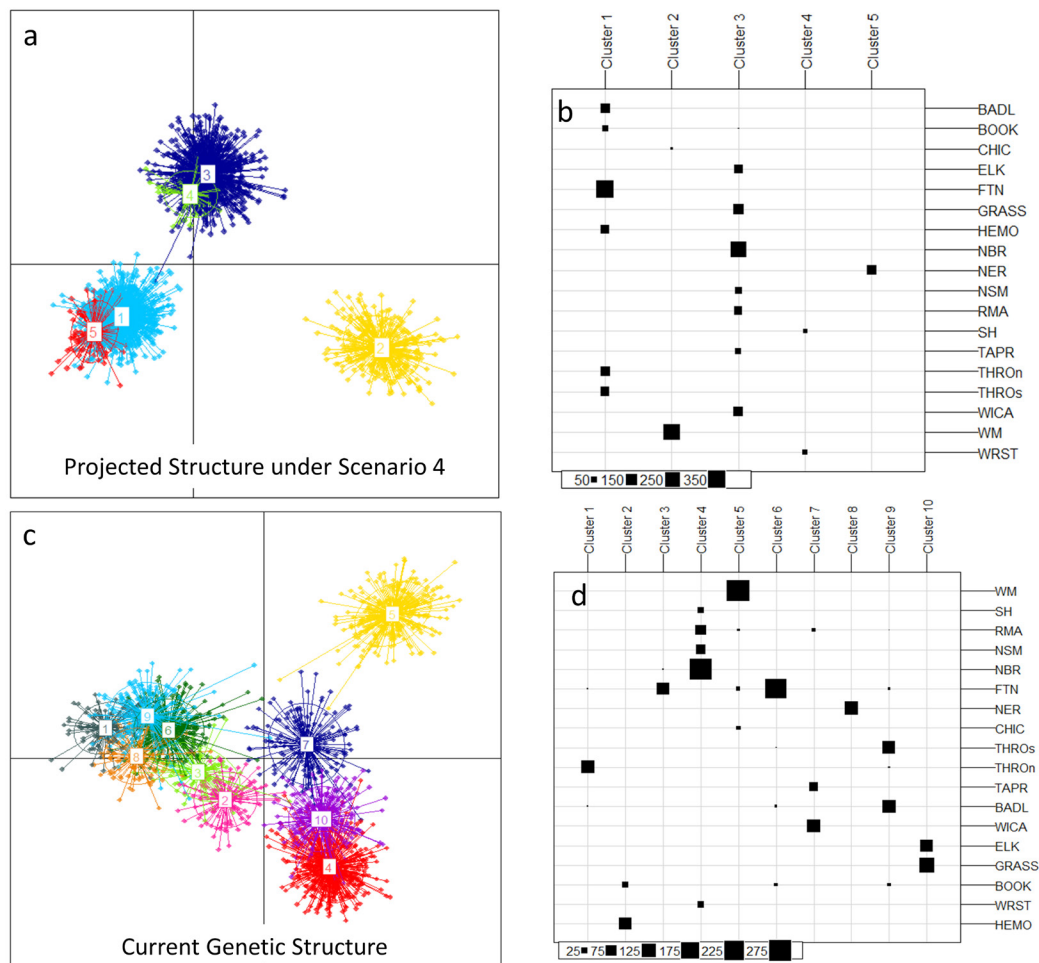 a
3
4
1
5
2
Projected Structure under Scenario 4
b
Cluster 1
Cluster 2
Cluster 3
Cluster 4
Cluster 5
BADL
BOOK
CHIC
ELK
FTN
GRASS
HEMO
NBR
NER
NSM
RMA
SH
TAPR
THROn
THROs
WICA
WM
WRST
50 150 250 350
c
5
1
9
6
7
8
3
2
10
4
Current Genetic Structure
d
Cluster 1
Cluster 2
Cluster 3
Cluster 4
Cluster 5
Cluster 6
Cluster 7
Cluster 8
Cluster 9
Cluster 10
WM
SH
RMA
NSM
NBR
FTN
NER
CHIC
THROs
THROn
TAPR
BADL
WICA
ELK
GRASS
BOOK
WRST
HEMO
25 75 125 175 225 275